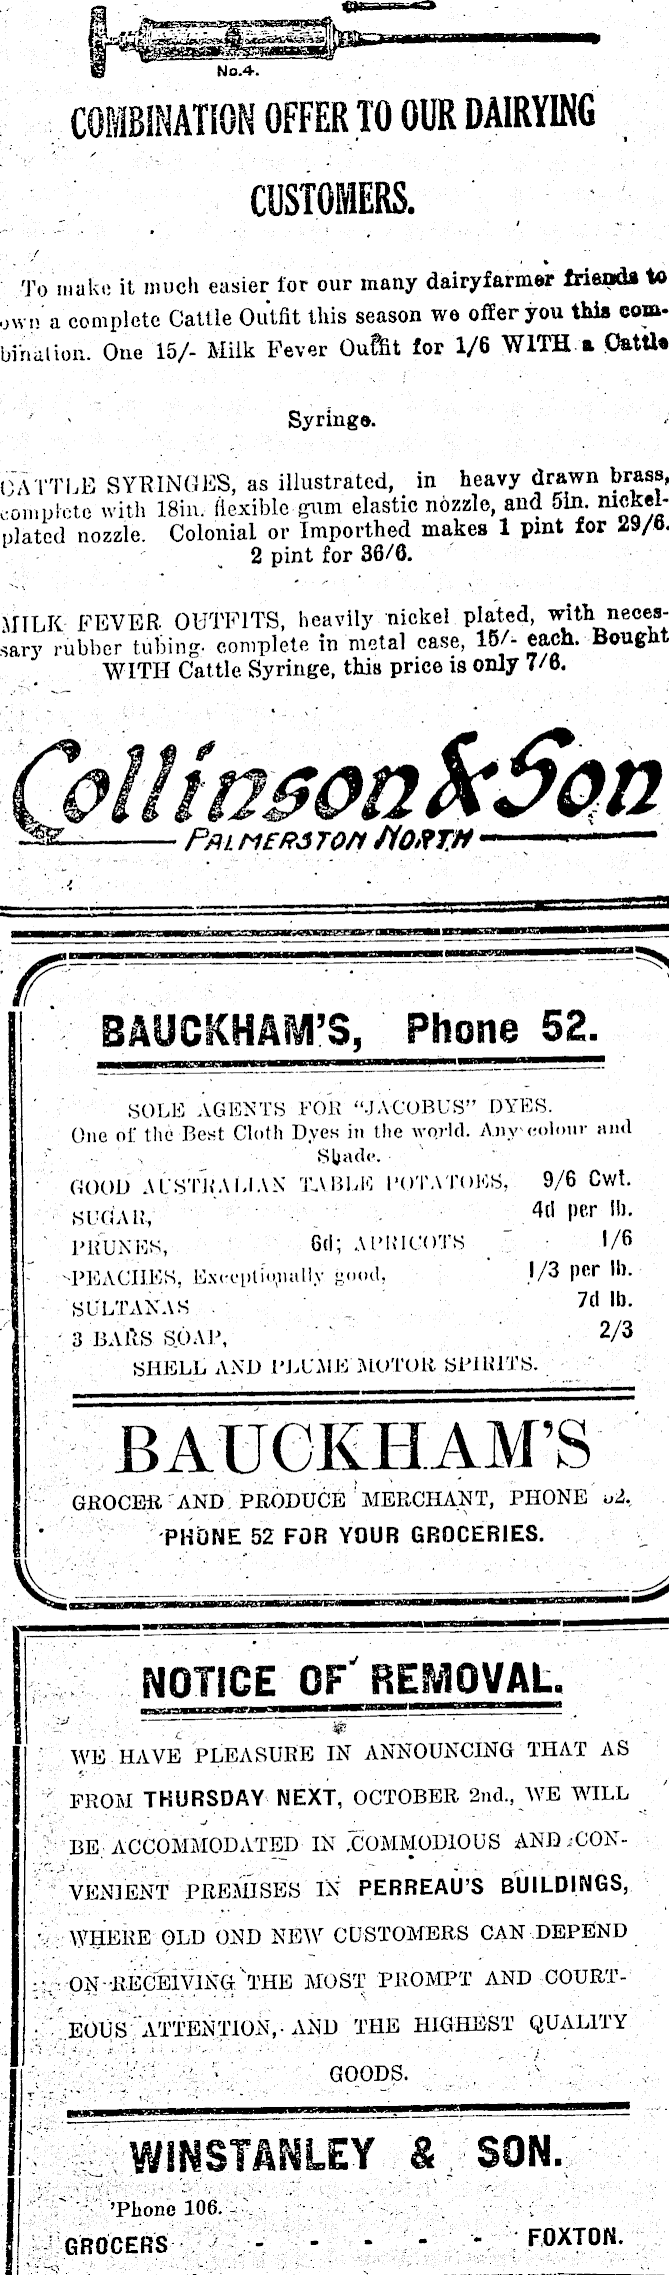 No.4.
COMBINATION OFFER TO OUR DAIRYING
CUSTOMERS.
To make it much easier for our many dairyfarmer friends to
own a complete Cattle Outfit this season we offer you this com-
bination. One 15/- Milk Fever Outfit for 1/6 WITH a Cattle
Syringe.
CATTLE SYRINGES, as illustrated, in heavy drawn brass,
complete with 18in. flexible gum elastic nozzle, and 5in. nickel-
plated nozzle. Colonial or Importhed makes 1 pint for 29/6.
2 pint for 36/6.
MILK FEVER OUTFITS, heavily nickel plated, with neces-
sary rubber tubing. complete in metal case, 15/- each. Bought
WITH Cattle Syringe, this price is only 7/6.
Collinson & Son
PALMERSTON NORTH
BAUCKHAM'S, Phone 52.
SOLE AGENTS FOR "JACOBUS" DYES.
One of the Best Cloth Dyes in the world. Any colour and
Shade.
GOOD AUSTRALIAN TABLE POTATOES, 9/6 Cwt.
SUGAR, 4d per lb.
PRUNES, 6d; APRICOTS - 1/6
PEACHES, Exceptionally good, 1/3 per lb.
SULTANAS 7d lb.
3 BARS SOAP, 2/3
SHELL AND PLUME MOTOR SPIRITS.
BAUCKHAM'S
GROCER AND PRODUCE MERCHANT, PHONE 52.
PHONE 52 FOR YOUR GROCERIES.
NOTICE OF REMOVAL.
WE HAVE PLEASURE IN ANNOUNCING THAT AS
FROM THURSDAY NEXT, OCTOBER 2nd., WE WILL
BE ACCOMMODATED IN COMMODIOUS AND CON-
VENIENT PREMISES IN PERREAU'S BUILDINGS,
WHERE OLD OND NEW CUSTOMERS CAN DEPEND
ON RECEIVING THE MOST PROMPT AND COURT-
EOUS ATTENTION, AND THE HIGHEST QUALITY
GOODS.
WINSTANLEY & SON.
'Phone 106.
GROCERS - - - - - FOXTON.